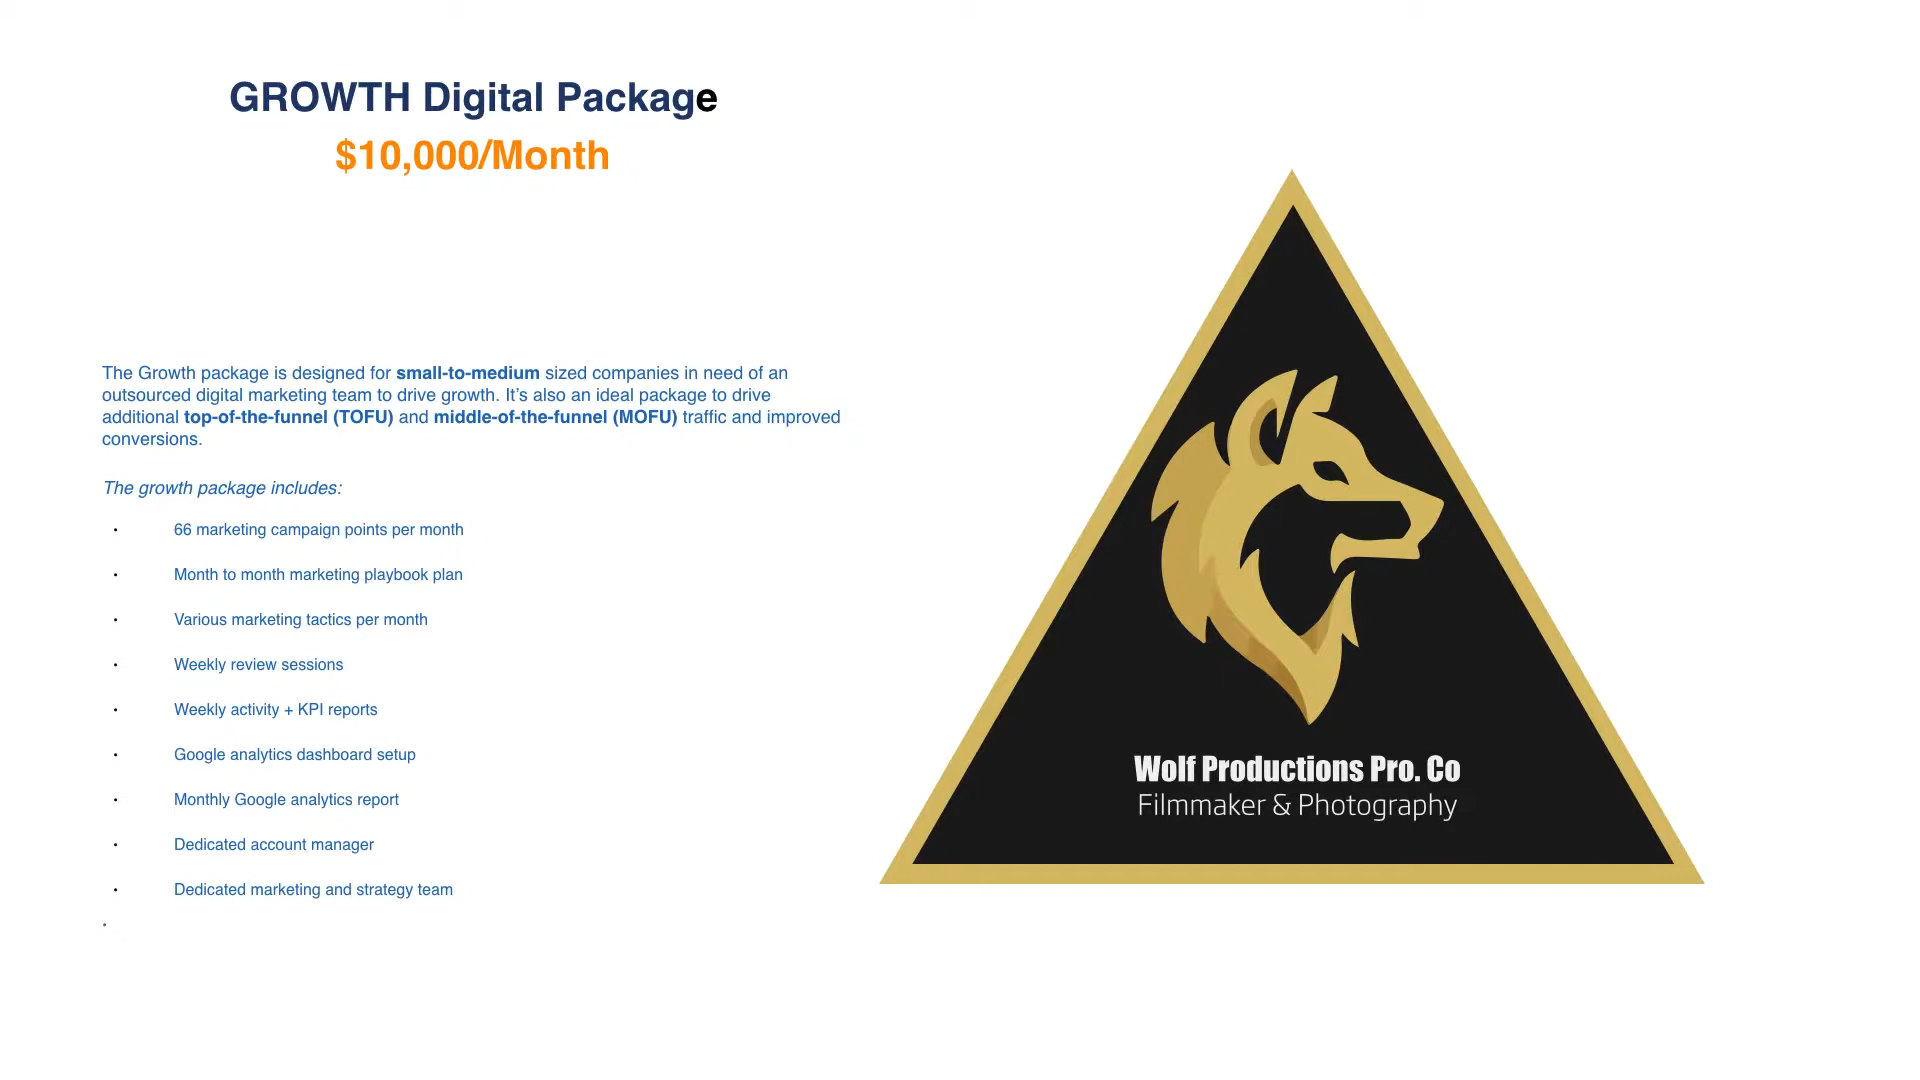 GROWTH Digital Package
$10,000/Month
The Growth package is designed for small-to-medium sized companies in need of an
outsourced digital marketing team to drive growth. It’s also an ideal package to drive
additional top-of-the-funnel (TOFU) and middle-of-the-funnel (MOFU) traffic and improved
conversions.
The growth package includes:
• 66 marketing campaign points per month
• Month to month marketing playbook plan
• Various marketing tactics per month
• Weekly review sessions
• Weekly activity + KPI reports
• Google analytics dashboard setup
• Monthly Google analytics report
• Dedicated account manager
• Dedicated marketing and strategy team
•
Wolf Productions Pro. Co
Filmmaker & Photography